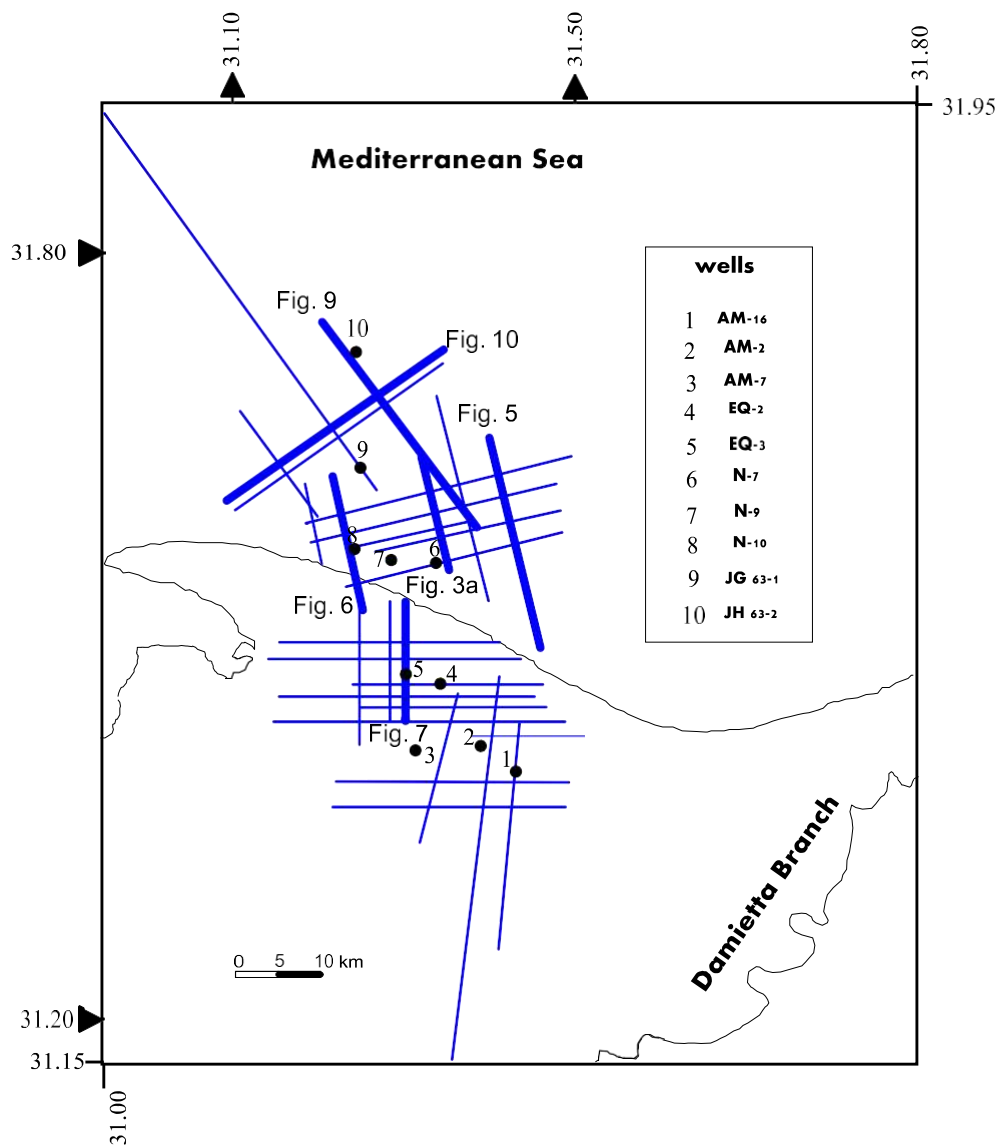 31.10
31.50
31.80
31.95
Mediterranean Sea
31.80
wells
1 AM-16
2 AM-2
3 AM-7
4 EQ-2
5 EQ-3
6 N-7
7 N-9
8 N-10
9 JG 63-1
10 JH 63-2
Fig. 9
10
Fig. 10
Fig. 5
9
8
7
6
Fig. 3a
Fig. 6
5
4
Fig. 7
3
2
1
Damietta Branch
0 5 10 km
31.20
31.15
31.00